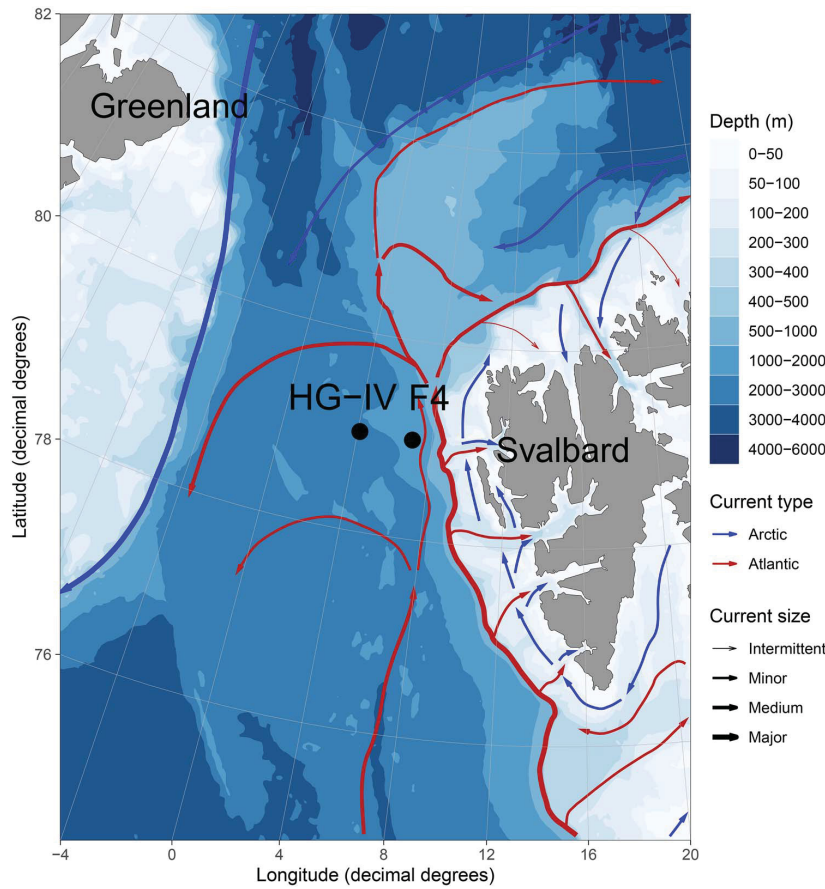 82
80
78
76
Latitude (decimal degrees)
Greenland
HG−IV F4
Svalbard
−4
0
4
8
12
16
20
Longitude (decimal degrees)
Depth (m)
0−50
50−100
100−200
200−300
300−400
400−500
500−1000
1000−2000
2000−3000
3000−4000
4000−6000
Current type
Arctic
Atlantic
Current size
Intermittent
Minor
Medium
Major